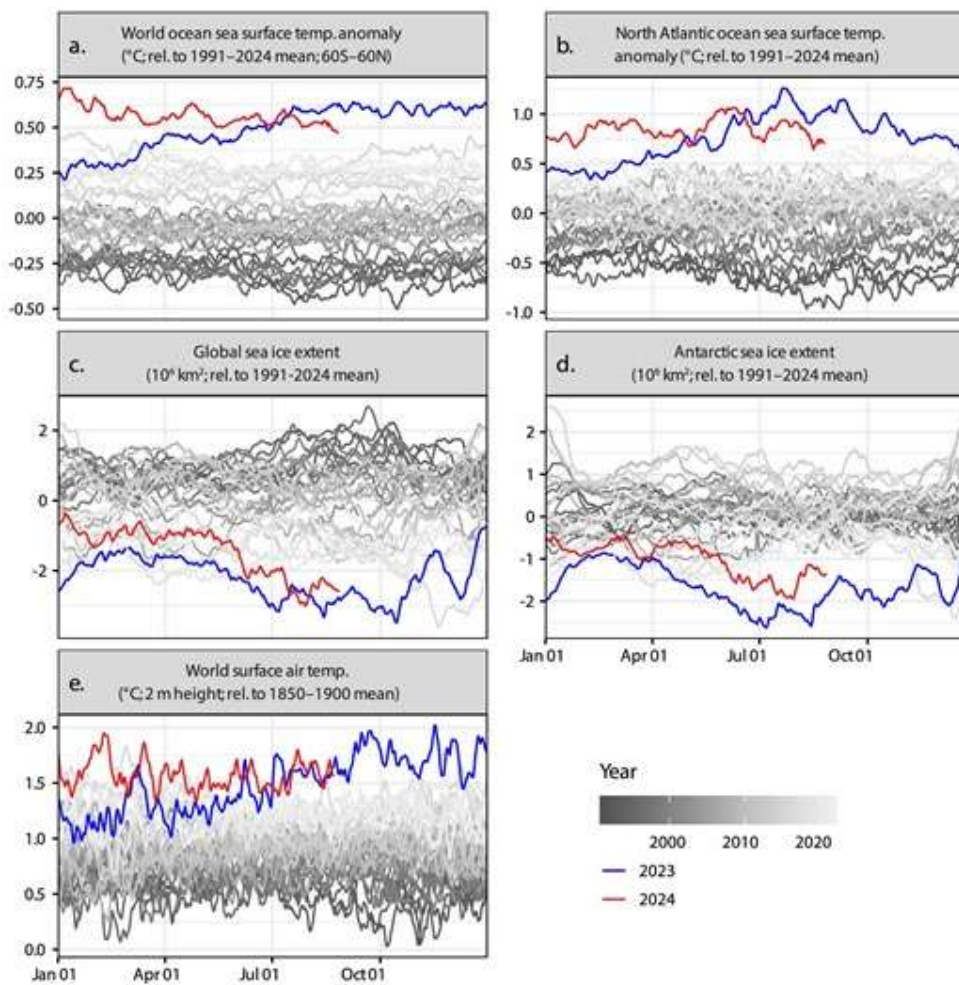 a. World ocean sea surface temp. anomaly
(°C; rel. to 1991–2024 mean; 60S–60N)
0.75
0.50
0.25
0.00
-0.25
-0.50
b. North Atlantic ocean sea surface temp.
anomaly (°C; rel. to 1991–2024 mean)
1.0
0.5
0.0
-0.5
-1.0
c. Global sea ice extent
(10⁶ km²; rel. to 1991-2024 mean)
2
0
-2
d. Antarctic sea ice extent
(10⁶ km²; rel. to 1991–2024 mean)
2
1
0
-1
-2
Jan 01 Apr 01 Jul 01 Oct 01
e. World surface air temp.
(°C; 2 m height; rel. to 1850–1900 mean)
2.0
1.5
1.0
0.5
0.0
Jan 01 Apr 01 Jul 01 Oct 01
Year
2000 2010 2020
2023
2024